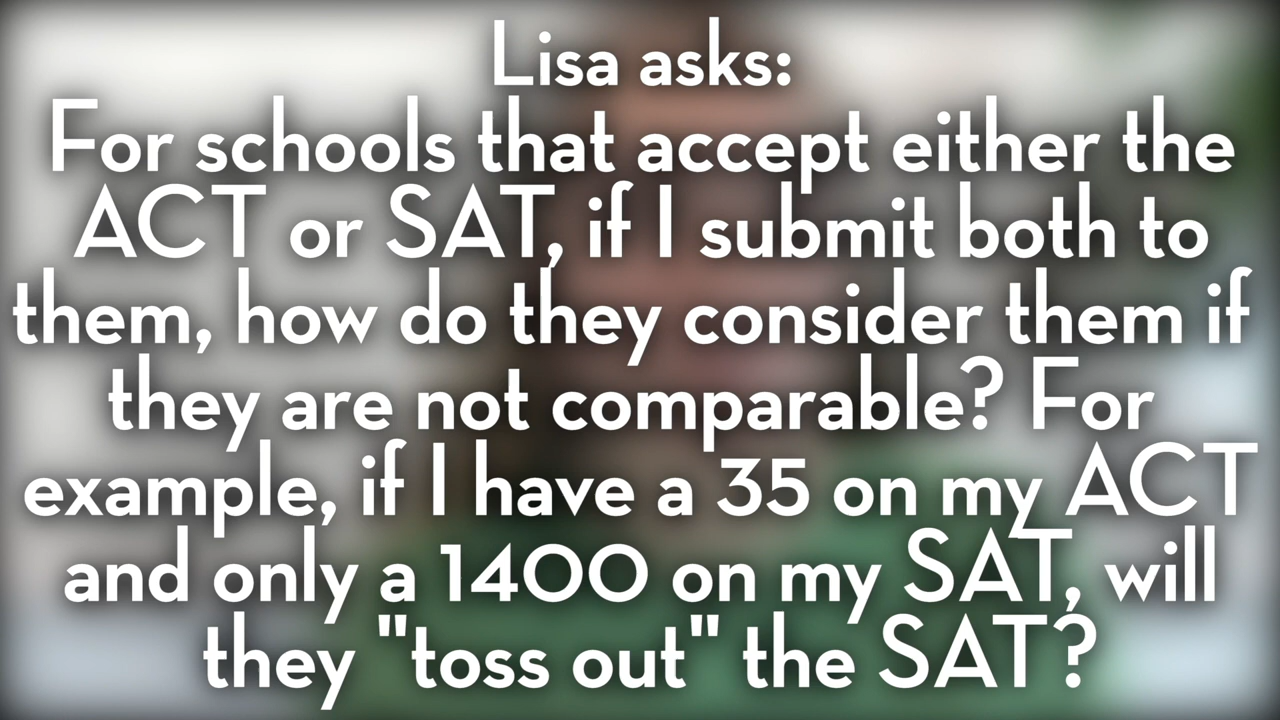 Lisa asks:
For schools that accept either the
ACT or SAT, if I submit both to
them, how do they consider them if
they are not comparable? For
example, if I have a 35 on my ACT
and only a 1400 on my SAT, will
they "toss out" the SAT?